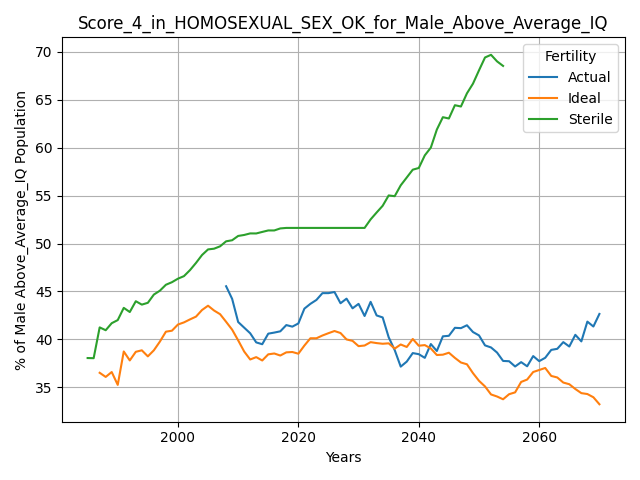 Score_4_in_HOMOSEXUAL_SEX_OK_for_Male_Above_Average_IQ
% of Male Above_Average_IQ Population
70
65
60
55
50
45
40
35
Fertility
Actual
Ideal
Sterile
2000
2020
2040
2060
Years